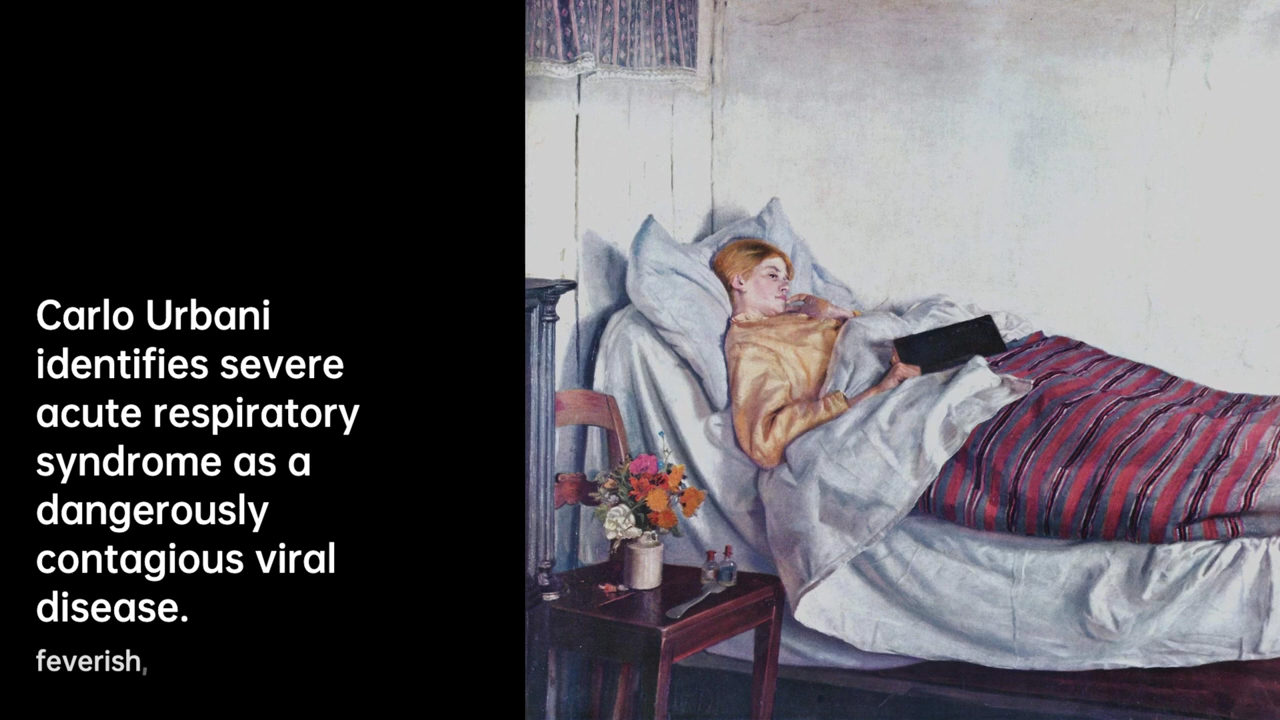 Carlo Urbani
identifies severe
acute respiratory
syndrome as a
dangerously
contagious viral
disease.
feverish,